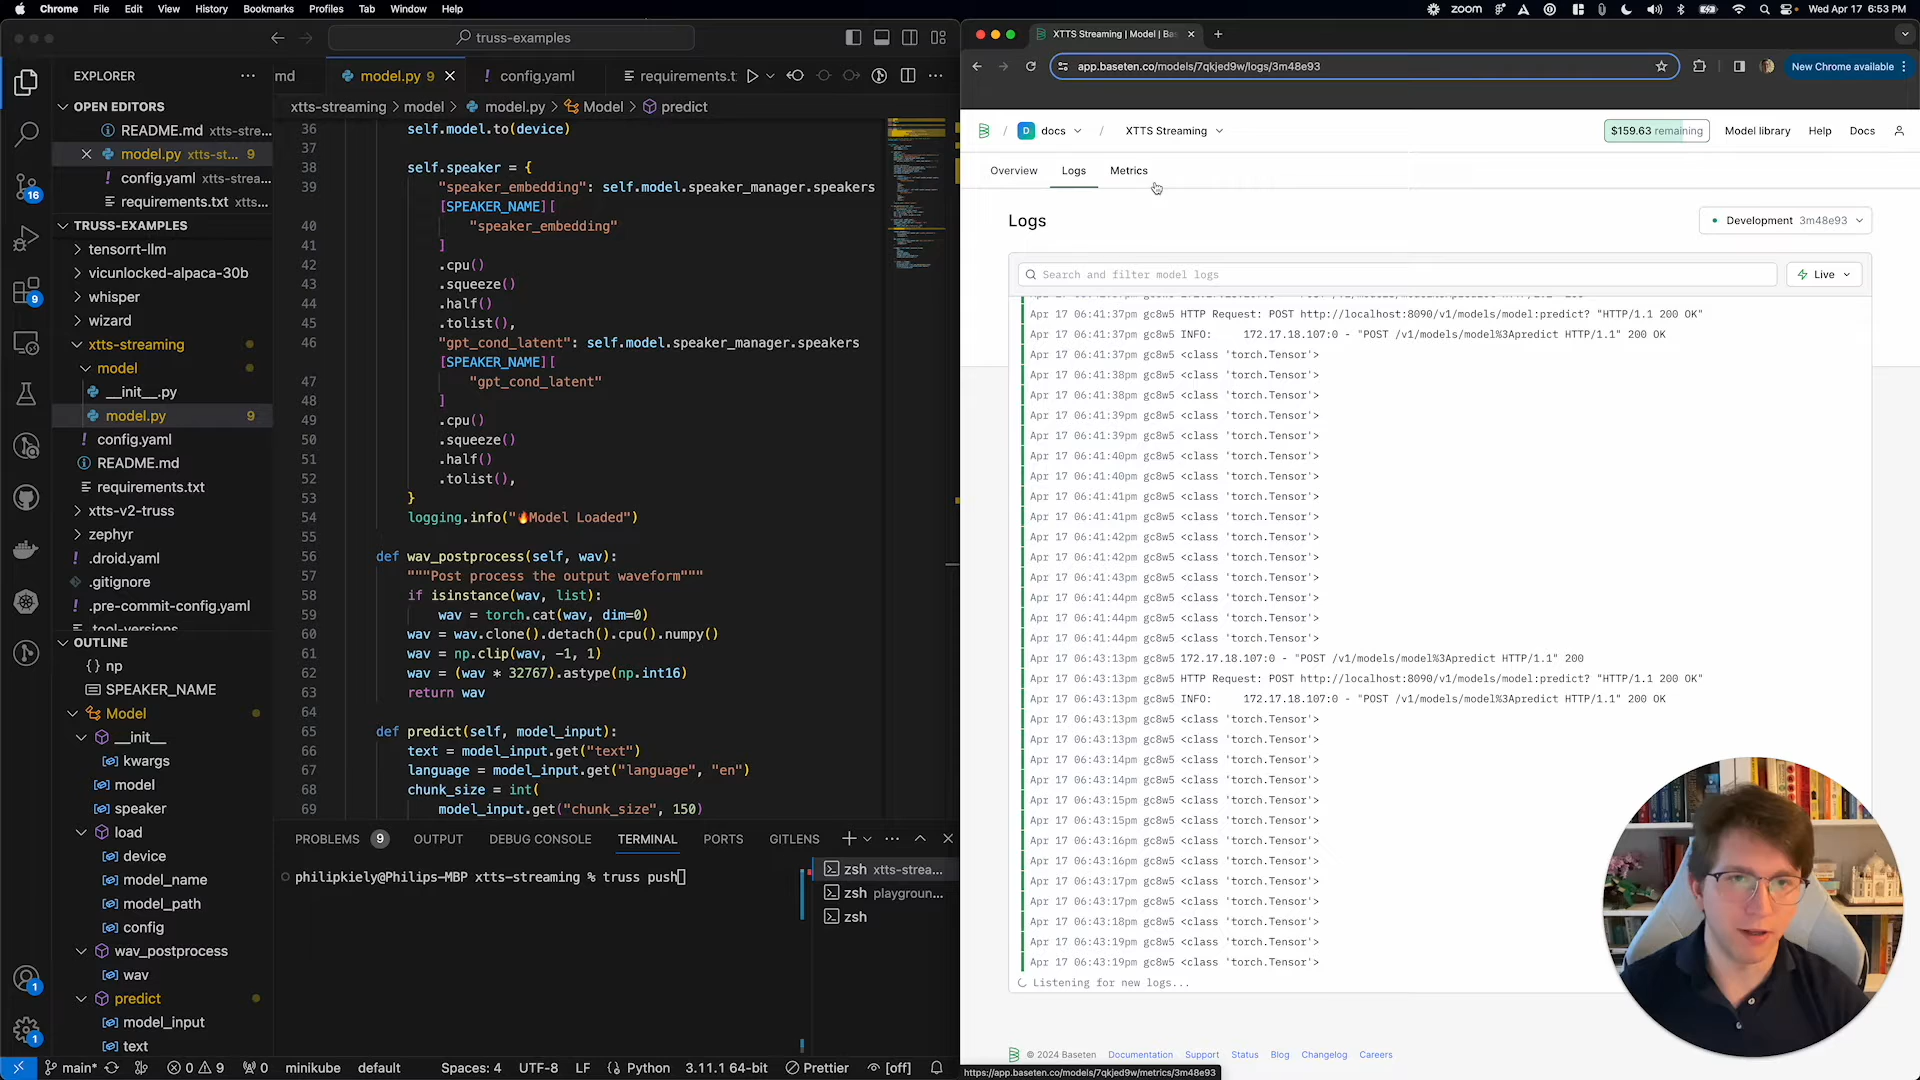 Chrome File Edit View History Bookmarks Profiles Tab Window Help
zoom Wed Apr 17 6:53 PM
truss-examples
XTTS Streaming | Model | Bas
app.baseten.co/models/7qkjed9w/logs/3m48e93
New Chrome available
EXPLORER
OPEN EDITORS
README.md xtts-stre...
model.py xtts-st... 9
config.yaml xtts-strea...
requirements.txt xtts...
TRUSS-EXAMPLES
tensorrt-llm
vicunlocked-alpaca-30b
whisper
wizard
xtts-streaming
model
__init__.py
model.py 9
config.yaml
README.md
requirements.txt
xtts-v2-truss
zephyr
.droid.yaml
.gitignore
.pre-commit-config.yaml
OUTLINE
np
SPEAKER_NAME
Model
__init__
kwargs
model
speaker
load
device
model_name
model_path
config
wav_postprocess
wav
predict
model_input
text
16
9
1
1
md model.py 9 config.yaml requirements.t
xtts-streaming > model > model.py > Model > predict
36 self.model.to(device)
37
38 self.speaker = {
39 "speaker_embedding": self.model.speaker_manager.speakers
[SPEAKER_NAME][
40 "speaker_embedding"
41 ]
42 .cpu()
43 .squeeze()
44 .half()
45 .tolist(),
46 "gpt_cond_latent": self.model.speaker_manager.speakers
[SPEAKER_NAME][
47 "gpt_cond_latent"
48 ]
49 .cpu()
50 .squeeze()
51 .half()
52 .tolist(),
53 }
54 logging.info("🔥Model Loaded")
55
56 def wav_postprocess(self, wav):
57 """Post process the output waveform"""
58 if isinstance(wav, list):
59 wav = torch.cat(wav, dim=0)
60 wav = wav.clone().detach().cpu().numpy()
61 wav = np.clip(wav, -1, 1)
62 wav = (wav * 32767).astype(np.int16)
63 return wav
64
65 def predict(self, model_input):
66 text = model_input.get("text")
67 language = model_input.get("language", "en")
68 chunk_size = int(
69 model_input.get("chunk_size", 150)
PROBLEMS 9 OUTPUT DEBUG CONSOLE TERMINAL PORTS GITLENS
philipkiely@Philips-MBP xtts-streaming % truss push
zsh xtts-strea...
zsh playgroun...
zsh
main* 0 9 0 minikube default Spaces: 4 UTF-8 LF Python 3.11.1 64-bit Prettier [off]
D docs / XTTS Streaming
$159.63 remaining Model library Help Docs
Overview Logs Metrics
Logs
Development 3m48e93
Search and filter model logs
Live
Apr 17 06:41:37pm gc8w5 HTTP Request: POST http://localhost:8090/v1/models/model:predict? "HTTP/1.1 200 OK"
Apr 17 06:41:37pm gc8w5 INFO: 172.17.18.107:0 - "POST /v1/models/model%3Apredict HTTP/1.1" 200 OK
Apr 17 06:41:37pm gc8w5 <class 'torch.Tensor'>
Apr 17 06:41:38pm gc8w5 <class 'torch.Tensor'>
Apr 17 06:41:38pm gc8w5 <class 'torch.Tensor'>
Apr 17 06:41:39pm gc8w5 <class 'torch.Tensor'>
Apr 17 06:41:39pm gc8w5 <class 'torch.Tensor'>
Apr 17 06:41:40pm gc8w5 <class 'torch.Tensor'>
Apr 17 06:41:40pm gc8w5 <class 'torch.Tensor'>
Apr 17 06:41:41pm gc8w5 <class 'torch.Tensor'>
Apr 17 06:41:41pm gc8w5 <class 'torch.Tensor'>
Apr 17 06:41:42pm gc8w5 <class 'torch.Tensor'>
Apr 17 06:41:42pm gc8w5 <class 'torch.Tensor'>
Apr 17 06:41:43pm gc8w5 <class 'torch.Tensor'>
Apr 17 06:41:44pm gc8w5 <class 'torch.Tensor'>
Apr 17 06:41:44pm gc8w5 <class 'torch.Tensor'>
Apr 17 06:41:44pm gc8w5 <class 'torch.Tensor'>
Apr 17 06:43:13pm gc8w5 172.17.18.107:0 - "POST /v1/models/model%3Apredict HTTP/1.1" 200
Apr 17 06:43:13pm gc8w5 HTTP Request: POST http://localhost:8090/v1/models/model:predict? "HTTP/1.1 200 OK"
Apr 17 06:43:13pm gc8w5 INFO: 172.17.18.107:0 - "POST /v1/models/model%3Apredict HTTP/1.1" 200 OK
Apr 17 06:43:13pm gc8w5 <class 'torch.Tensor'>
Apr 17 06:43:13pm gc8w5 <class 'torch.Tensor'>
Apr 17 06:43:14pm gc8w5 <class 'torch.Tensor'>
Apr 17 06:43:14pm gc8w5 <class 'torch.Tensor'>
Apr 17 06:43:15pm gc8w5 <class 'torch.Tensor'>
Apr 17 06:43:15pm gc8w5 <class 'torch.Tensor'>
Apr 17 06:43:16pm gc8w5 <class 'torch.Tensor'>
Apr 17 06:43:16pm gc8w5 <class 'torch.Tensor'>
Apr 17 06:43:17pm gc8w5 <class 'torch.Tensor'>
Apr 17 06:43:17pm gc8w5 <class 'torch.Tensor'>
Apr 17 06:43:18pm gc8w5 <class 'torch.Tensor'>
Apr 17 06:43:19pm gc8w5 <class 'torch.Tensor'>
Apr 17 06:43:19pm gc8w5 <class 'torch.Tensor'>
Listening for new logs...
© 2024 Baseten Documentation Support Status Blog Changelog Careers
https://app.baseten.co/models/7qkjed9w/metrics/3m48e93